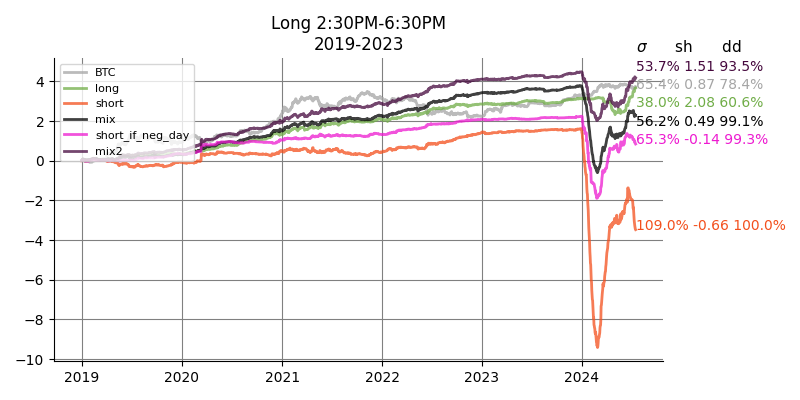 Long 2:30PM-6:30PM
2019-2023
σ sh dd
53.7% 1.51 93.5%
65.4% 0.87 78.4%
38.0% 2.08 60.6%
56.2% 0.49 99.1%
65.3% -0.14 99.3%
109.0% -0.66 100.0%
BTC
long
short
mix
short_if_neg_day
mix2
4
2
0
−2
−4
−6
−8
−10
2019 2020 2021 2022 2023 2024